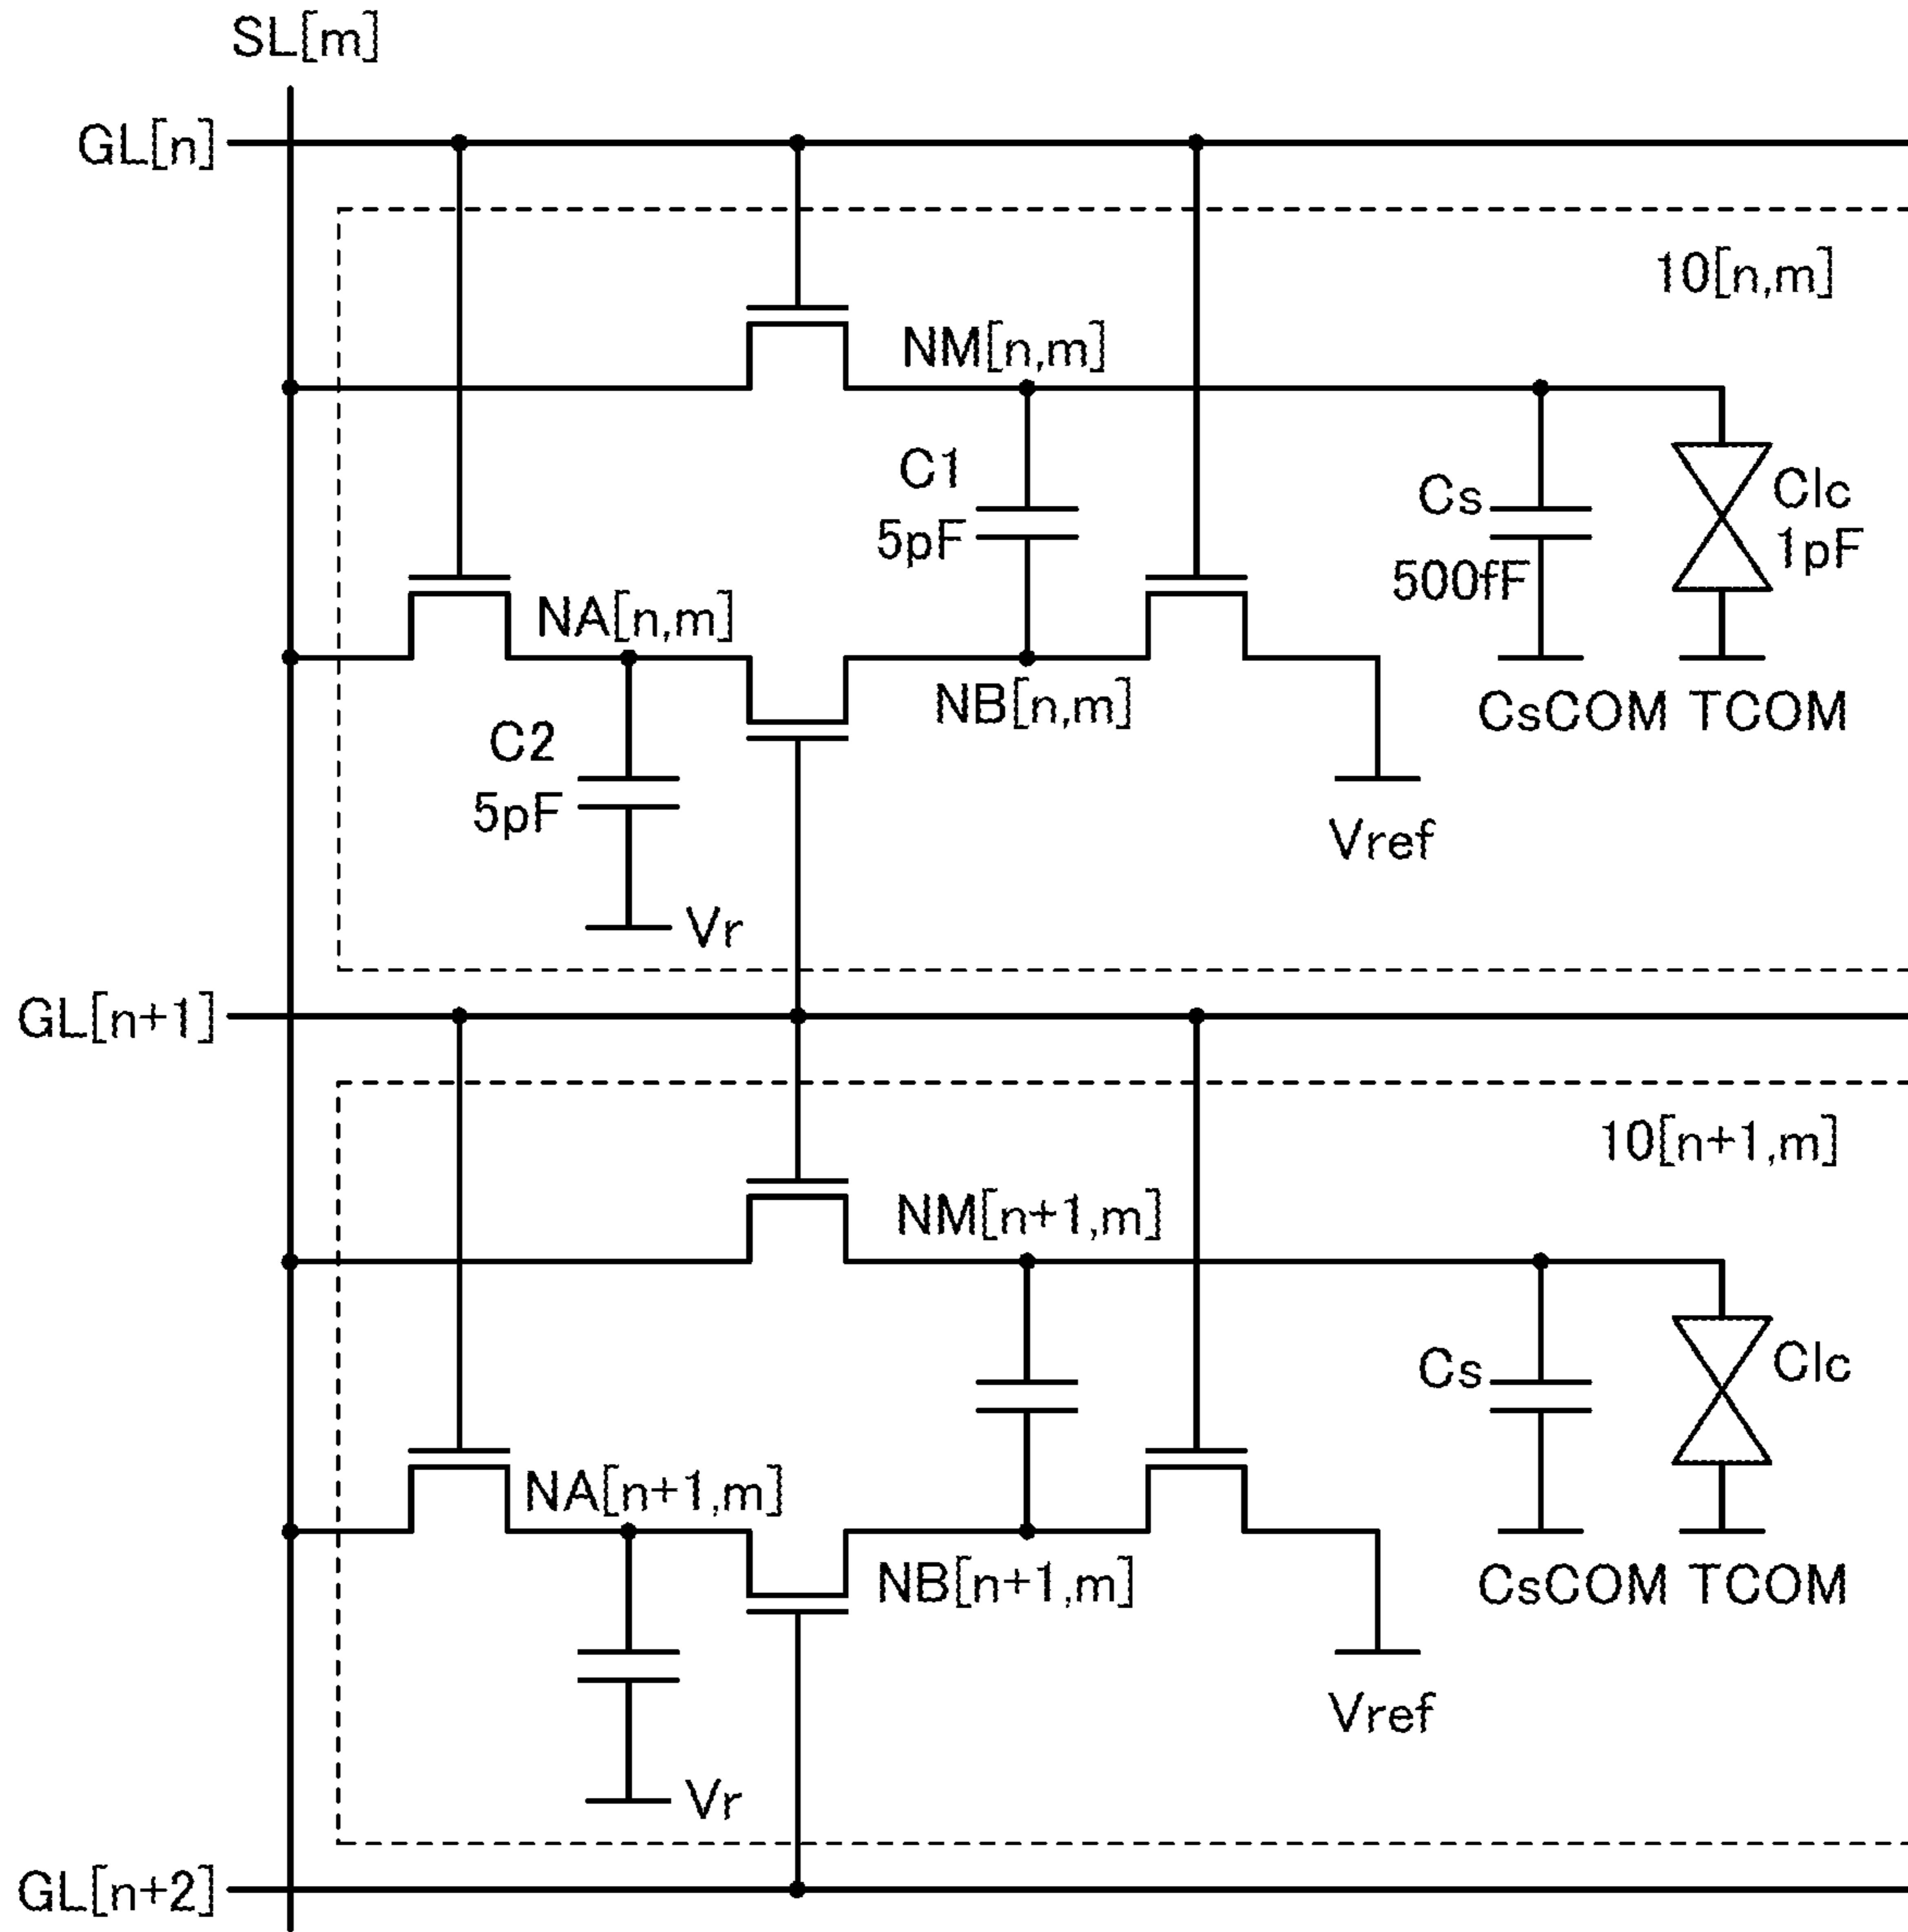 SL[m]
GL[n]
10[n,m]
NM[n,m]
C1
5pF
Cs
500fF
Clc
1pF
NA[n,m]
NB[n,m]
CsCOM TCOM
C2
5pF
Vref
Vr
GL[n+1]
10[n+1,m]
NM[n+1,m]
Cs
Clc
NA[n+1,m]
NB[n+1,m]
CsCOM TCOM
Vref
Vr
GL[n+2]